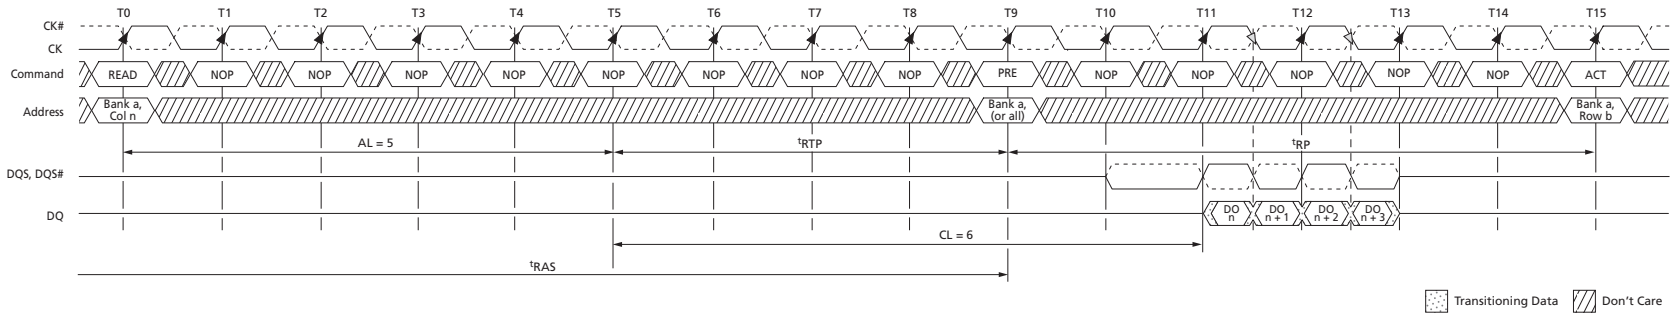 T0 T1 T2 T3 T4 T5 T6 T7 T8 T9 T10 T11 T12 T13 T14 T15
CK#
CK
Command READ NOP NOP NOP NOP NOP NOP NOP NOP PRE NOP NOP NOP NOP NOP ACT
Address Bank a, Bank a, Bank a,
Col n (or all) Row b
AL = 5 tRTP tRP
DQS, DQS#
DQ DO DO DO DO
n n + 1 n + 2 n + 3
CL = 6
tRAS
Transitioning Data Don't Care